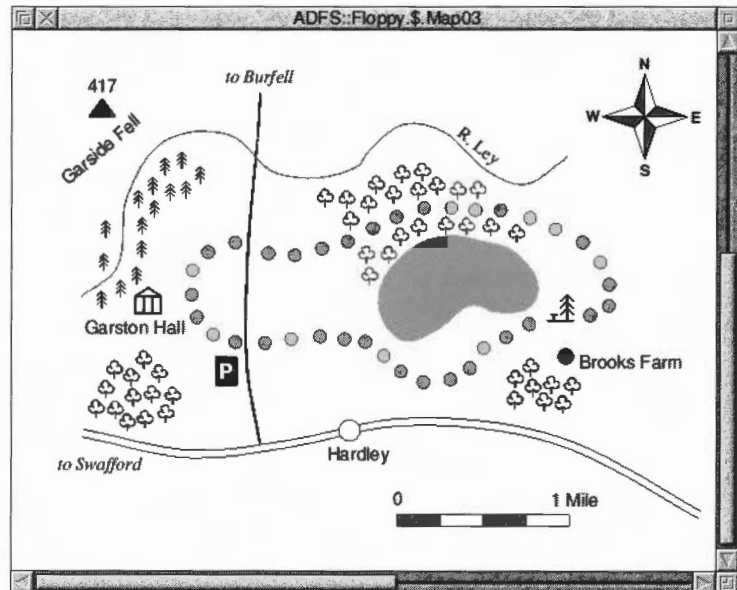 ADFS::Floppy.$.Map03
to Burfell
417
Garside Fell
R. Ley
N
W
E
S
Garston Hall
P
Brooks Farm
Hardley
to Swafford
0
1 Mile